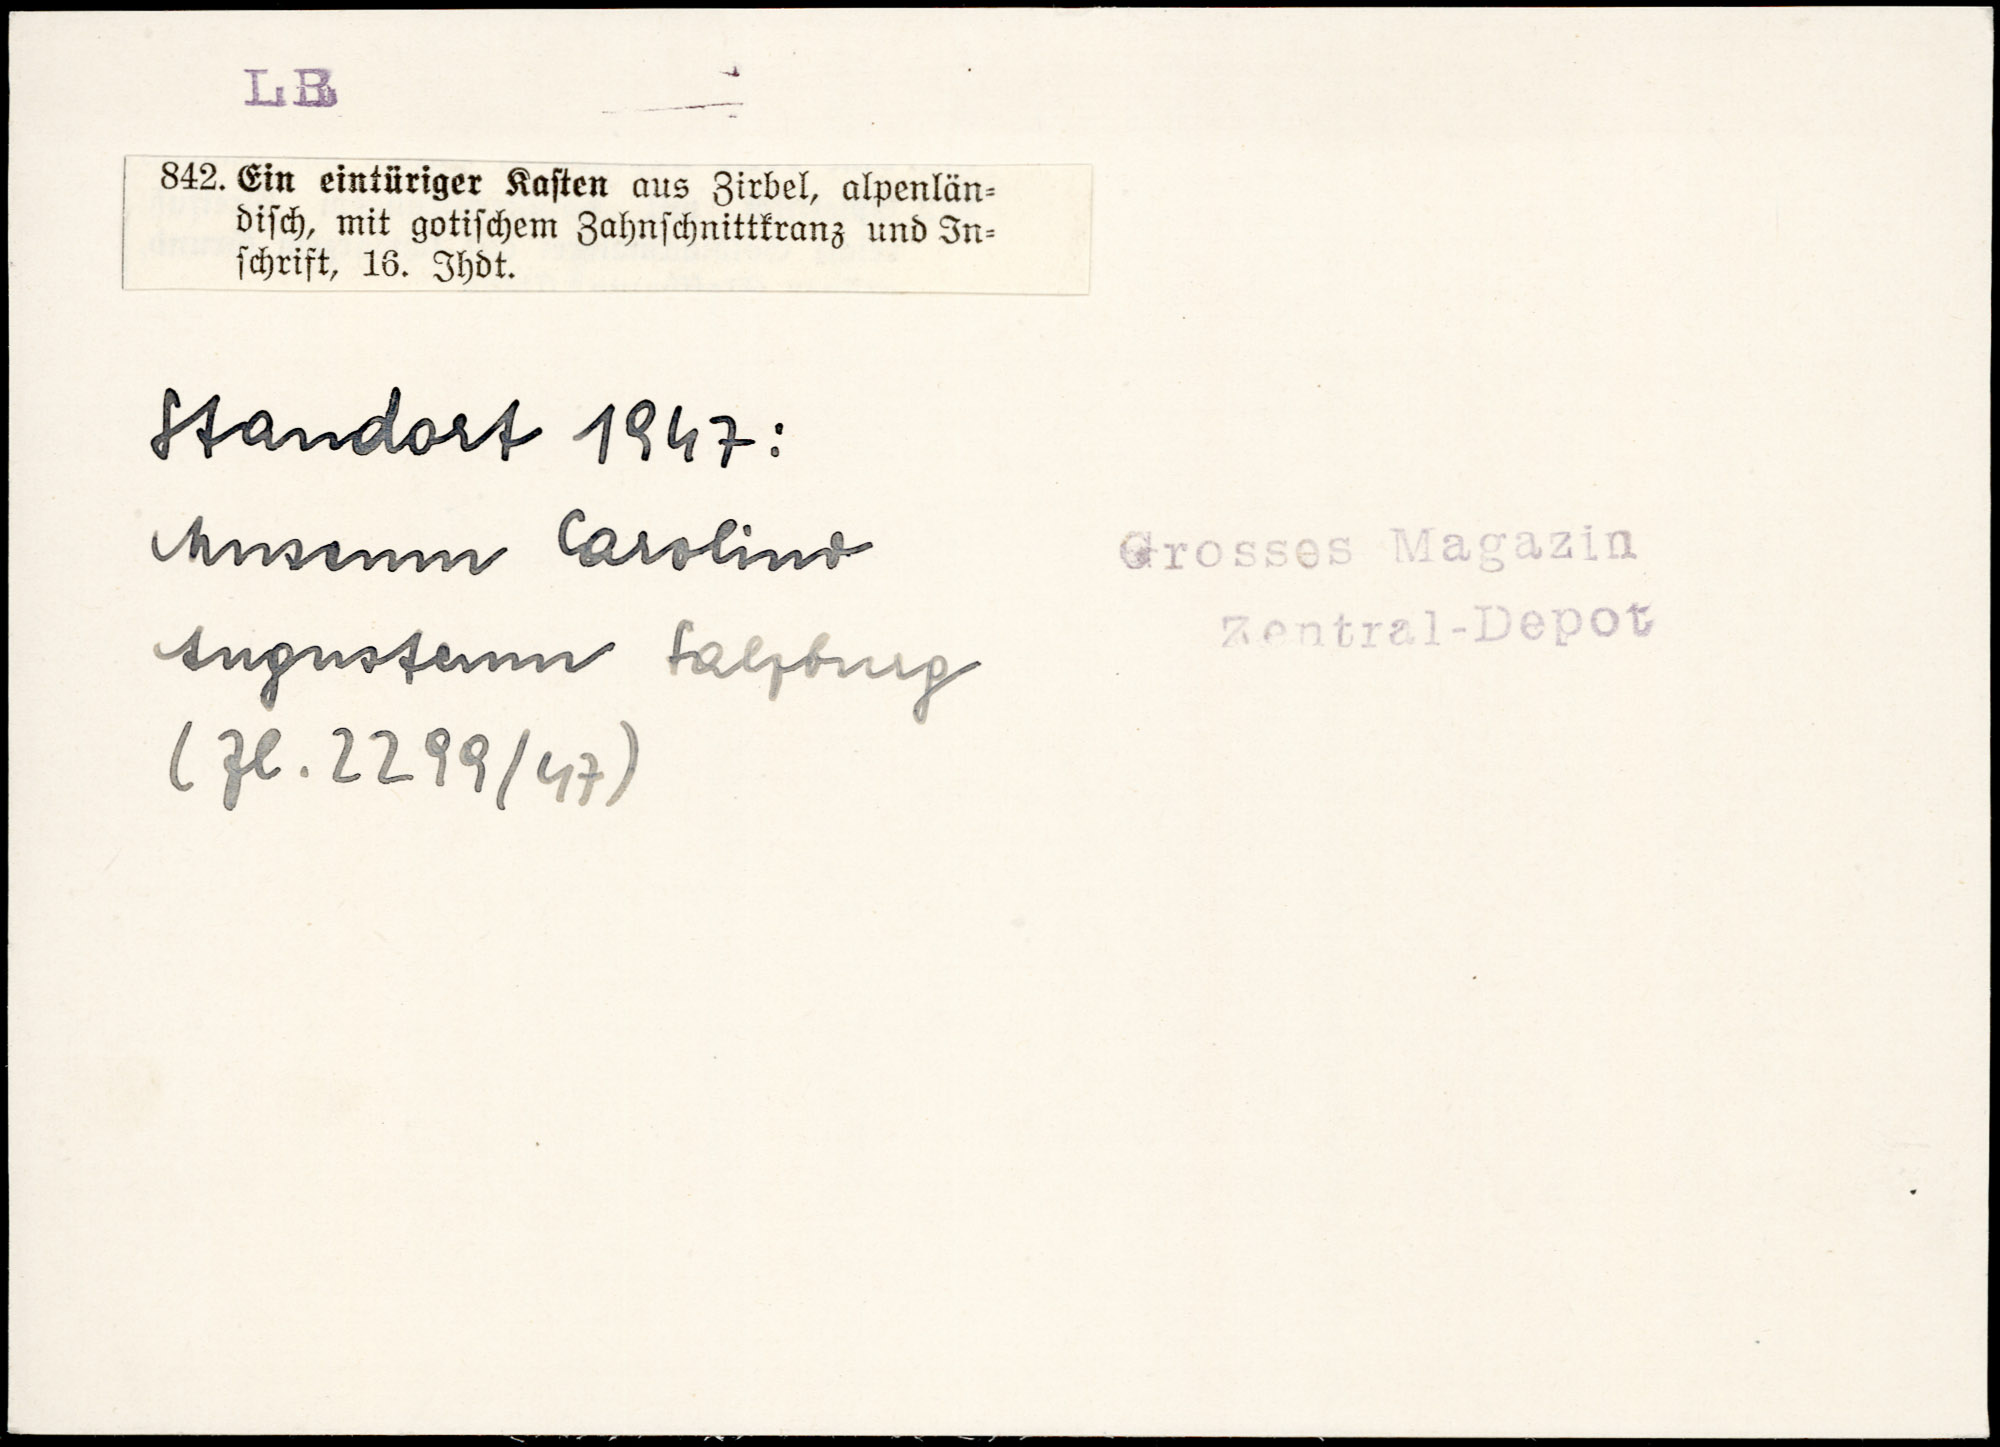 LB
842. Ein eintüriger Kasten aus Zirbel, alpenlän-
disch, mit gotischem Zahnschnittkranz und In-
schrift, 16. Jhdt.
Standort 1947:
Museum Carolino
Augusteum Salzburg
(Zl. 2299/47)
Grosses Magazin
Zentral-Depot